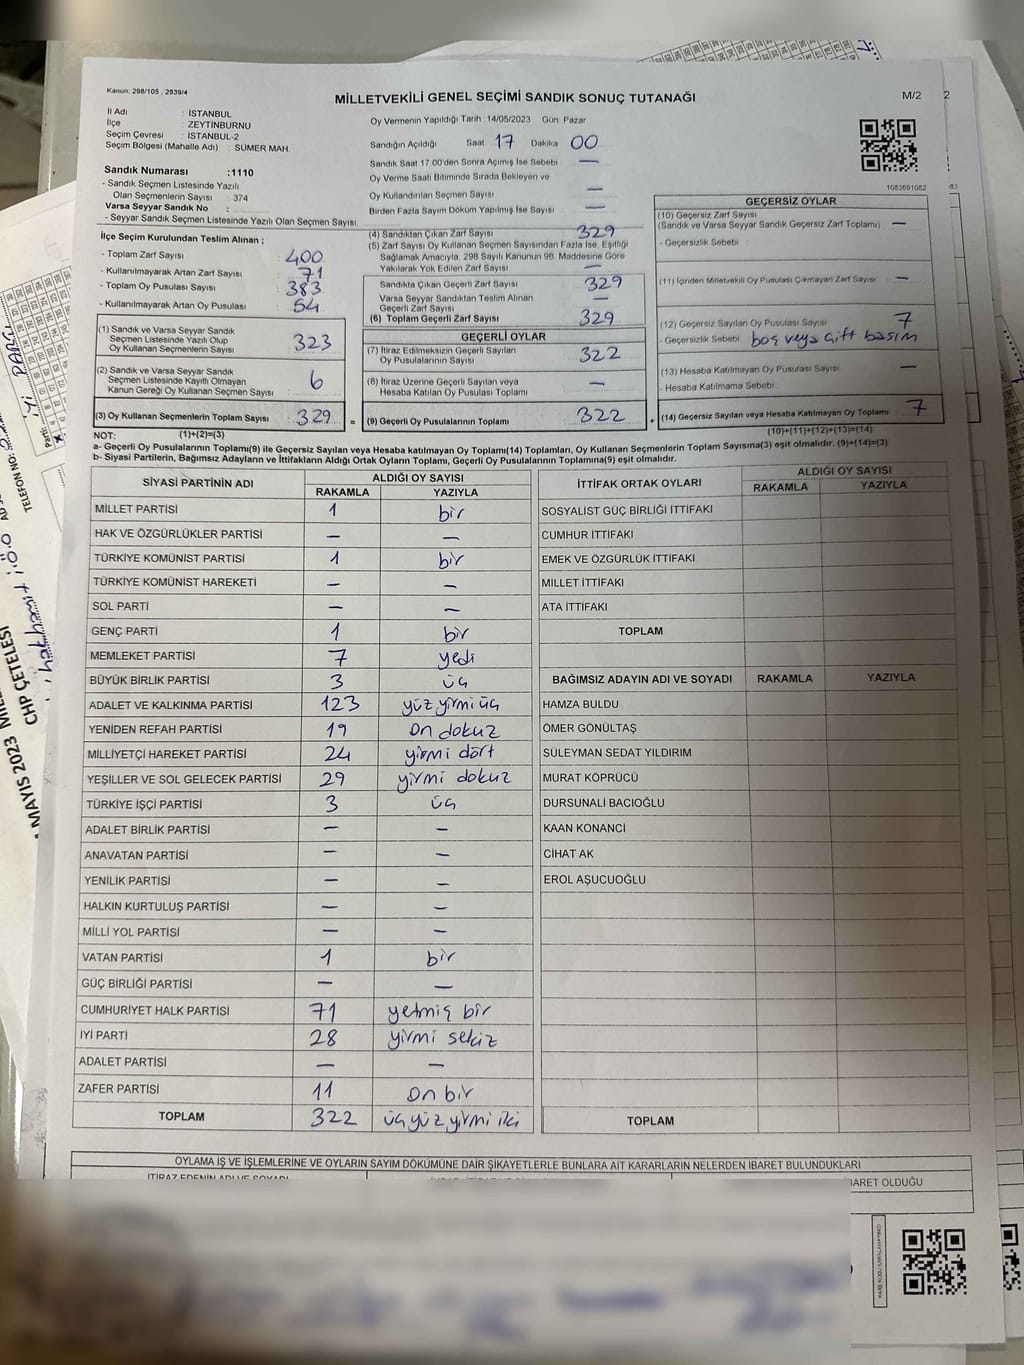 Kanun: 298/105 , 2839/4
MİLLETVEKİLİ GENEL SEÇİMİ SANDIK SONUÇ TUTANAĞI
M/2
2
İl Adı : İSTANBUL
İlçe : ZEYTİNBURNU
Seçim Çevresi : İSTANBUL-2
Seçim Bölgesi (Mahalle Adı) : SÜMER MAH.
Sandık Numarası :1110
- Sandık Seçmen Listesinde Yazılı
Olan Seçmenlerin Sayısı : 374
Varsa Seyyar Sandık No :
- Seyyar Sandık Seçmen Listesinde Yazılı Olan Seçmen Sayısı:
Oy Vermenin Yapıldığı Tarih : 14/05/2023 Gün Pazar
Sandığın Açıldığı Saat 17 Dakika 00
Sandık Saat 17.00'den Sonra Açılmış İse Sebebi —
Oy Verme Saati Bitiminde Sırada Bekleyen ve
Oy Kullandırılan Seçmen Sayısı —
Birden Fazla Sayım Döküm Yapılmış İse Sayısı —
1083691082
83
İlçe Seçim Kurulundan Teslim Alınan ;
- Toplam Zarf Sayısı : 400
- Kullanılmayarak Artan Zarf Sayısı : 71
- Toplam Oy Pusulası Sayısı : 383
- Kullanılmayarak Artan Oy Pusulası : 54
(1) Sandık ve Varsa Seyyar Sandık
Seçmen Listesinde Yazılı Olup
Oy Kullanan Seçmenlerin Sayısı 323
(2) Sandık ve Varsa Seyyar Sandık
Seçmen Listesinde Kayıtlı Olmayan
Kanun Gereği Oy Kullanan Seçmen Sayısı 6
(3) Oy Kullanan Seçmenlerin Toplam Sayısı 329
(1)+(2)=(3)
(4) Sandıktan Çıkan Zarf Sayısı 329
(5) Zarf Sayısı Oy Kullanan Seçmen Sayısından Fazla İse, Eşitliği
Sağlamak Amacıyla, 298 Sayılı Kanunun 98. Maddesine Göre
Yakılarak Yok Edilen Zarf Sayısı —
Sandıkta Çıkan Geçerli Zarf Sayısı 329
Varsa Seyyar Sandıktan Teslim Alınan
Geçerli Zarf Sayısı —
(6) Toplam Geçerli Zarf Sayısı 329
GEÇERLİ OYLAR
(7) İtiraz Edilmeksizin Geçerli Sayılan
Oy Pusulalarının Sayısı 322
(8) İtiraz Üzerine Geçerli Sayılan veya
Hesaba Katılan Oy Pusulası Toplamı —
= (9) Geçerli Oy Pusulalarının Toplamı 322
GEÇERSİZ OYLAR
(10) Geçersiz Zarf Sayısı
(Sandık ve Varsa Seyyar Sandık Geçersiz Zarf Toplamı) —
- Geçersizlik Sebebi :
(11) İçinden Milletvekili Oy Pusulası Çıkmayan Zarf Sayısı —
(12) Geçersiz Sayılan Oy Pusulası Sayısı 7
- Geçersizlik Sebebi boş veya çift basım
(13) Hesaba Katılmayan Oy Pusulası Sayısı —
- Hesaba Katılmama Sebebi
+ (14) Geçersiz Sayılan veya Hesaba Katılmayan Oy Toplamı 7
(10)+(11)+(12)+(13)=(14)
NOT:
a- Geçerli Oy Pusulalarının Toplamı(9) ile Geçersiz Sayılan veya Hesaba katılmayan Oy Toplamı(14) Toplamları, Oy Kullanan Seçmenlerin Toplam Sayısına(3) eşit olmalıdır. (9)+(14)=(3)
b- Siyasi Partilerin, Bağımsız Adayların ve İttifakların Aldığı Ortak Oyların Toplamı, Geçerli Oy Pusulalarının Toplamına(9) eşit olmalıdır.
SİYASİ PARTİNİN ADI ALDIĞI OY SAYISI
RAKAMLA YAZIYLA
MİLLET PARTİSİ 1 bir
HAK VE ÖZGÜRLÜKLER PARTİSİ — —
TÜRKİYE KOMÜNİST PARTİSİ 1 bir
TÜRKİYE KOMÜNİST HAREKETİ — —
SOL PARTİ — —
GENÇ PARTİ 1 bir
MEMLEKET PARTİSİ 7 yedi
BÜYÜK BİRLİK PARTİSİ 3 üç
ADALET VE KALKINMA PARTİSİ 123 yüz yirmi üç
YENİDEN REFAH PARTİSİ 19 on dokuz
MİLLİYETÇİ HAREKET PARTİSİ 24 yirmi dört
YEŞİLLER VE SOL GELECEK PARTİSİ 29 yirmi dokuz
TÜRKİYE İŞÇİ PARTİSİ 3 üç
ADALET BİRLİK PARTİSİ — —
ANAVATAN PARTİSİ — —
YENİLİK PARTİSİ — —
HALKIN KURTULUŞ PARTİSİ — —
MİLLİ YOL PARTİSİ — —
VATAN PARTİSİ 1 bir
GÜÇ BİRLİĞİ PARTİSİ — —
CUMHURİYET HALK PARTİSİ 71 yetmiş bir
İYİ PARTİ 28 yirmi sekiz
ADALET PARTİSİ — —
ZAFER PARTİSİ 11 on bir
TOPLAM 322 üç yüz yirmi iki
İTTİFAK ORTAK OYLARI ALDIĞI OY SAYISI
RAKAMLA YAZIYLA
SOSYALİST GÜÇ BİRLİĞİ İTTİFAKI
CUMHUR İTTİFAKI
EMEK VE ÖZGÜRLÜK İTTİFAKI
MİLLET İTTİFAKI
ATA İTTİFAKI
TOPLAM
BAĞIMSIZ ADAYIN ADI VE SOYADI RAKAMLA YAZIYLA
HAMZA BULDU
ÖMER GÖNÜLTAŞ
SÜLEYMAN SEDAT YILDIRIM
MURAT KÖPRÜCÜ
DURSUNALİ BACIOĞLU
KAAN KONANCİ
CİHAT AK
EROL AŞUCUOĞLU
TOPLAM
OYLAMA İŞ VE İŞLEMLERİNE VE OYLARIN SAYIM DÖKÜMÜNE DAİR ŞİKAYETLERLE BUNLARA AİT KARARLARIN NELERDEN İBARET BULUNDUKLARI
İTİRAZ EDENİN ADI VE SOYADI
BARET OLDUĞU
MAYIS 2023
CHP ÇETELESİ
TELEFON NO:
Parti: İYİ PARTİ